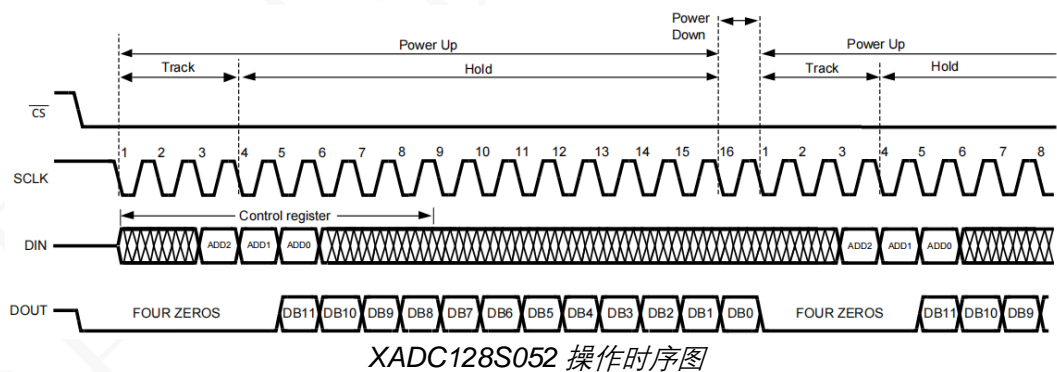 Power
Down
Power Up
Power Up
Track
Hold
Track
Hold
CS
SCLK
1 2 3 4 5 6 7 8 9 10 11 12 13 14 15 16 1 2 3 4 5 6 7 8
Control register
DIN
ADD2 ADD1 ADD0 ADD2 ADD1 ADD0
DOUT
FOUR ZEROS DB11 DB10 DB9 DB8 DB7 DB6 DB5 DB4 DB3 DB2 DB1 DB0 FOUR ZEROS DB11 DB10 DB9
XADC128S052 操作时序图